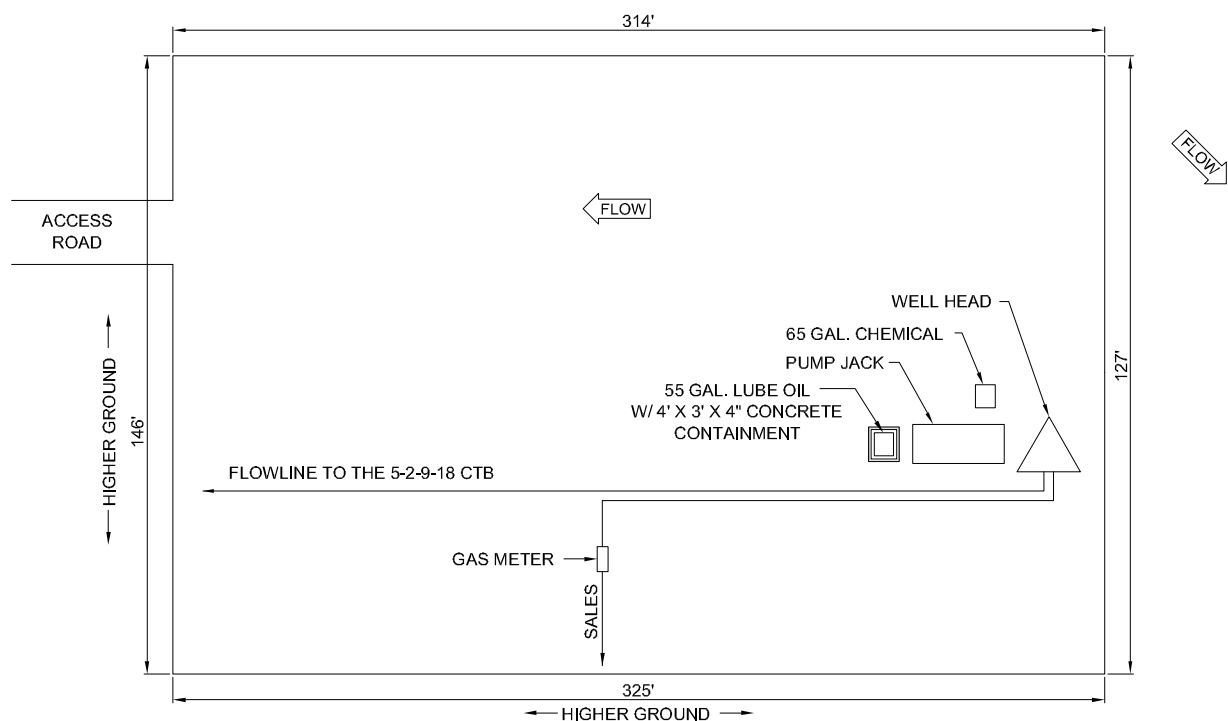 314'
FLOW
ACCESS
ROAD
FLOW
WELL HEAD
65 GAL. CHEMICAL
PUMP JACK
55 GAL. LUBE OIL
W/ 4' X 3' X 4" CONCRETE
CONTAINMENT
127'
HIGHER GROUND
146'
FLOWLINE TO THE 5-2-9-18 CTB
GAS METER
SALES
325'
HIGHER GROUND